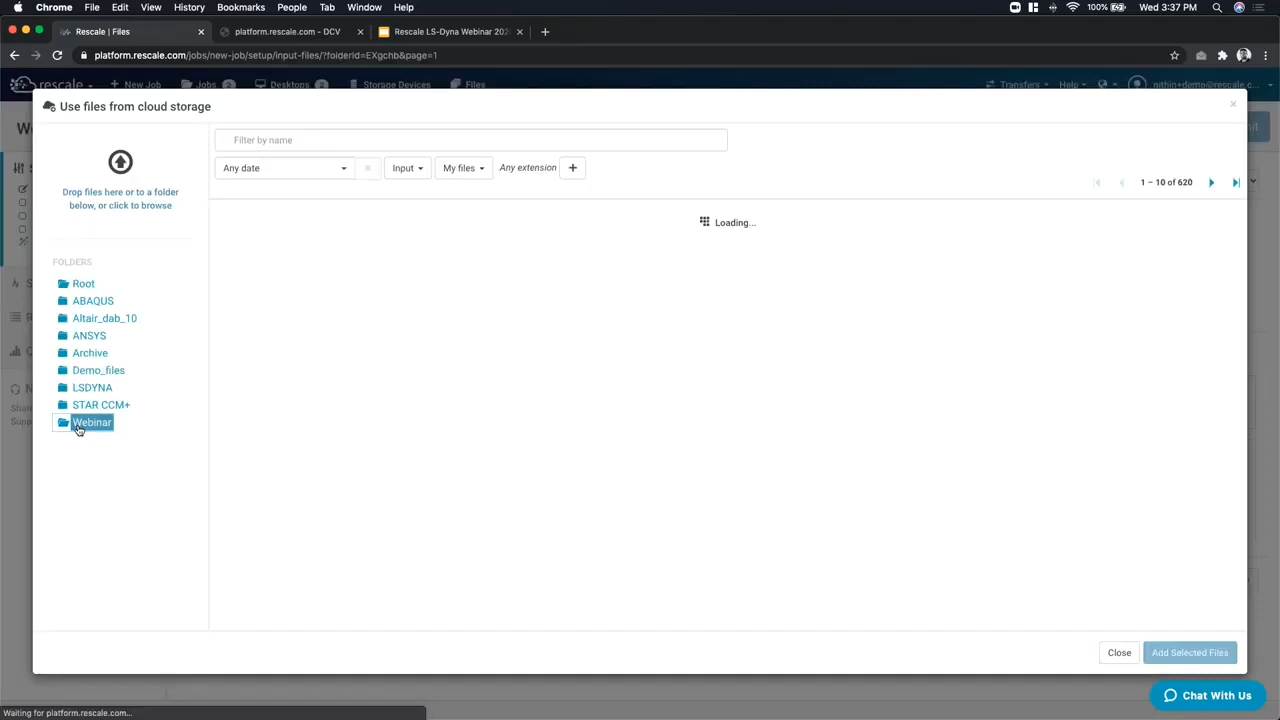 Chrome File Edit View History Bookmarks People Tab Window Help 100% Wed 3:37 PM
Rescale | Files platform.rescale.com - DCV Rescale LS-Dyna Webinar 202
platform.rescale.com/jobs/new-job/setup/input-files/?folderId=EXgchb&page=1
rescale New Job Jobs Desktops Storage Devices Files Transfers Help nithin+demo@rescale.c...
Use files from cloud storage
Filter by name
Any date Input My files Any extension
1 – 10 of 620
Drop files here or to a folder
below, or click to browse
Loading...
FOLDERS
Root
ABAQUS
Altair_dab_10
ANSYS
Archive
Demo_files
LSDYNA
STAR CCM+
Webinar
Close Add Selected Files
Chat With Us
Waiting for platform.rescale.com...